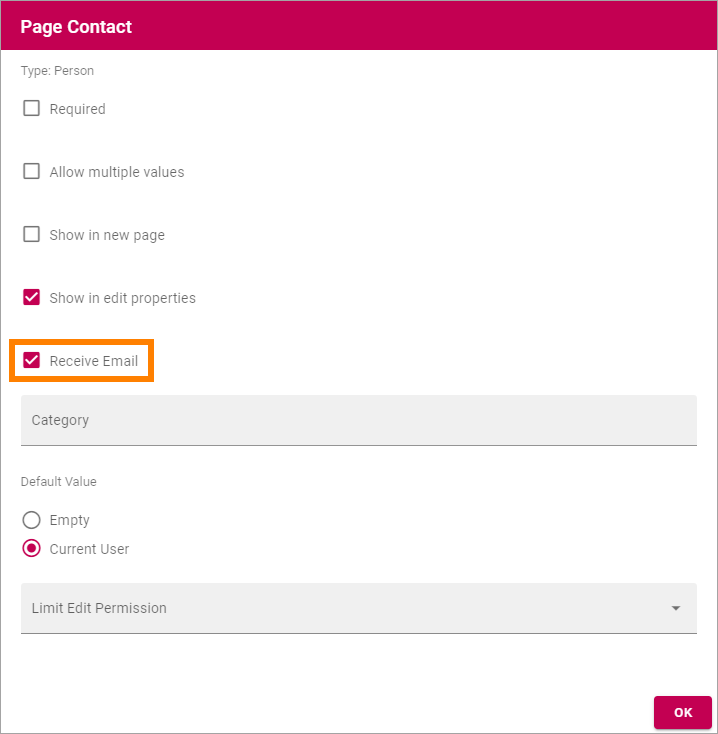 Page Contact
Type: Person
Required
Allow multiple values
Show in new page
Show in edit properties
Receive Email
Category
Default Value
Empty
Current User
Limit Edit Permission
OK